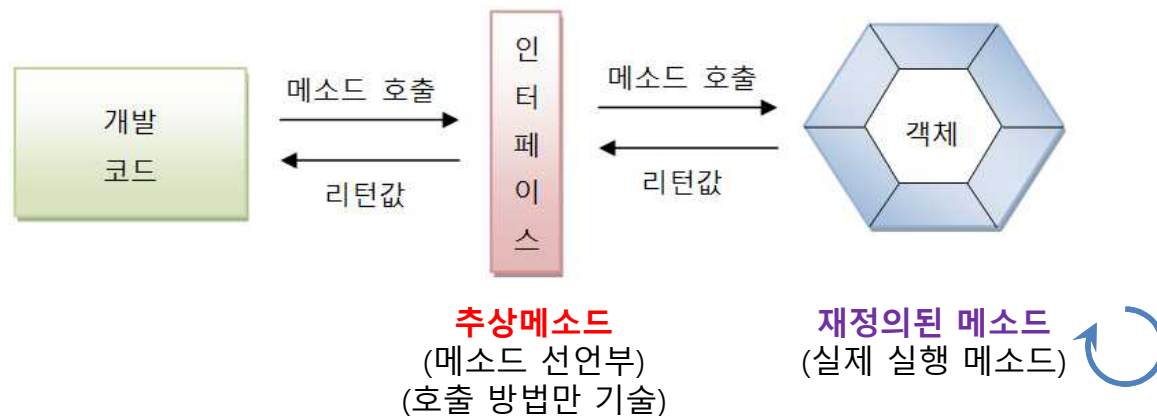 개발
코드
메소드 호출
리턴값
인
터
페
이
스
메소드 호출
리턴값
객체
추상메소드
(메소드 선언부)
(호출 방법만 기술)
재정의된 메소드
(실제 실행 메소드)